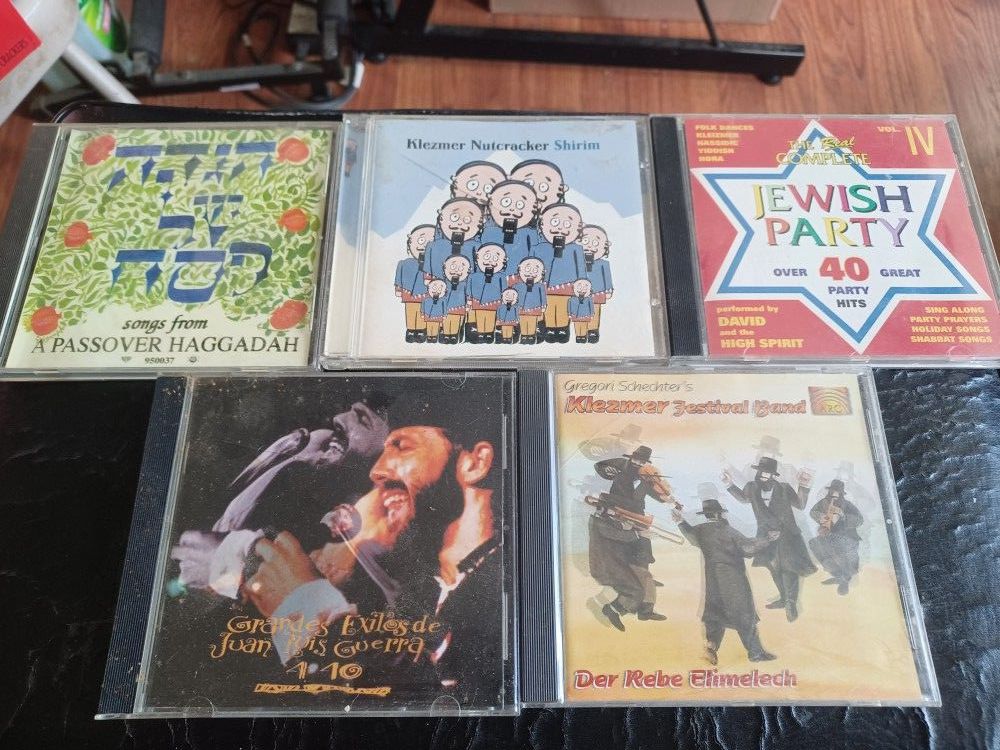 הגדה
של
פסח
songs from
A PASSOVER HAGGADAH
950037
Klezmer Nutcracker Shirim
FOLK DANCES
KLEIZMER
HASSIDIC
YIDDISH
HORA
VOL. IV
THE Real
COMPLETE
JEWISH
PARTY
OVER 40 GREAT
PARTY
HITS
performed by
DAVID
and the
HIGH SPIRIT
SING ALONG
PARTY PRAYERS
HOLIDAY SONGS
SHABBAT SONGS
Grandes Exitos de
Juan Luis Guerra
4 40
Gregori Schechter's
Klezmer Festival Band
Der Rebe Elimelech